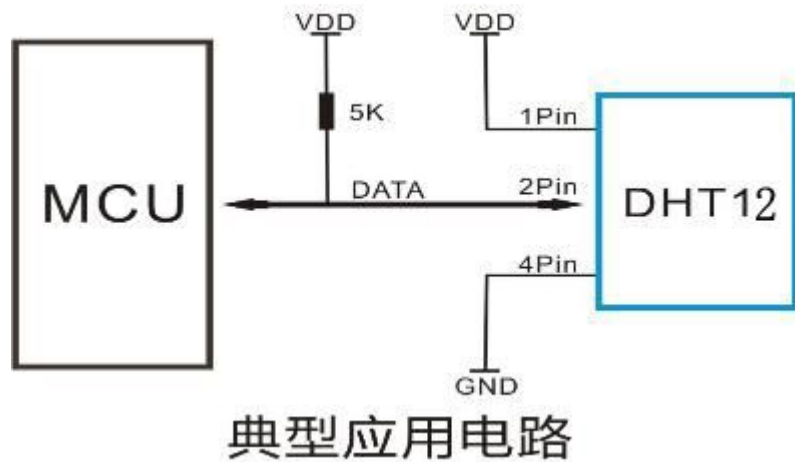 VDD
VDD
5K
1Pin
MCU
DATA
2Pin
DHT12
4Pin
GND
典型应用电路